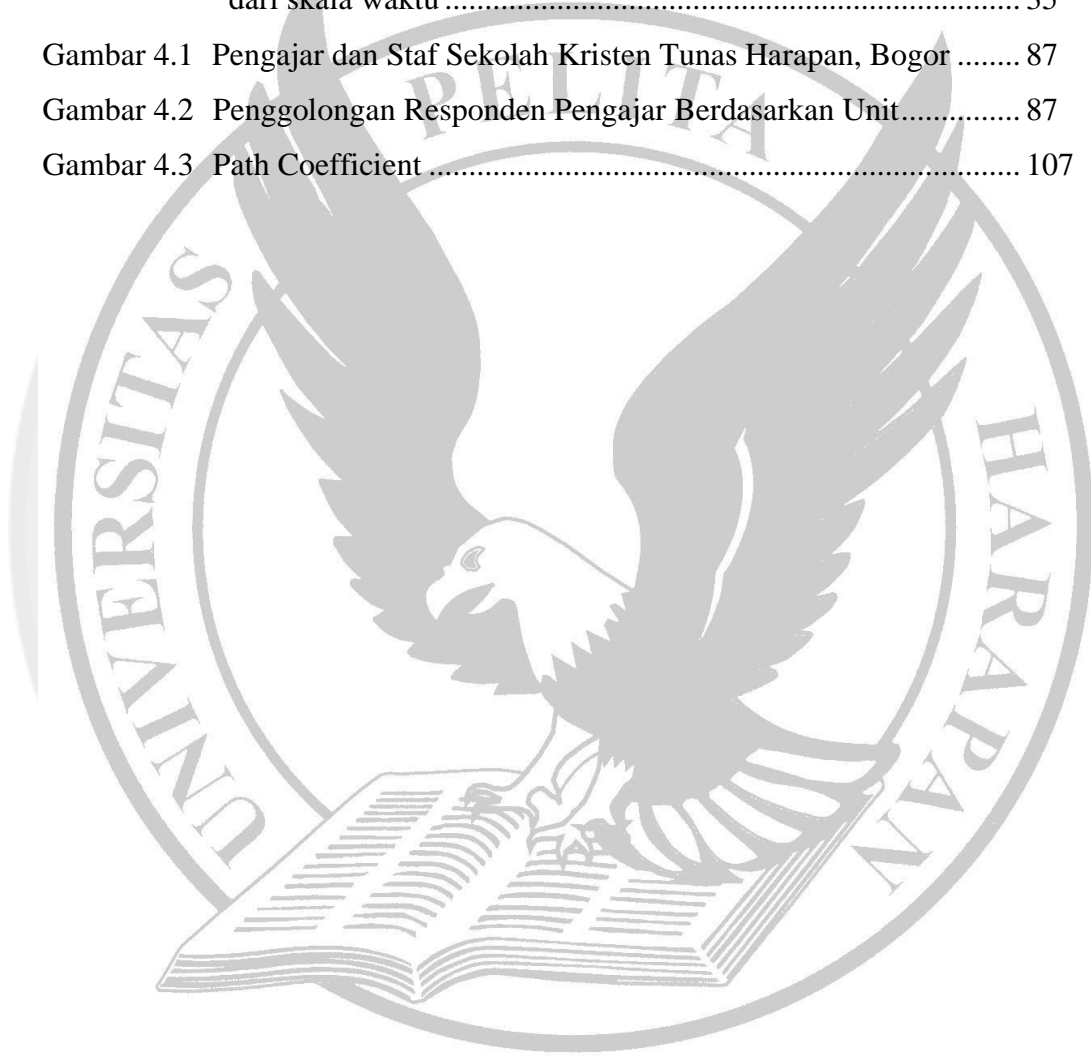 dari skala waktu ............................................................. 35
Gambar 4.1 Pengajar dan Staf Sekolah Kristen Tunas Harapan, Bogor ........ 87
Gambar 4.2 Penggolongan Responden Pengajar Berdasarkan Unit.............. 87
Gambar 4.3 Path Coefficient ............................................................... 107
UNIVERSITAS PELITA HARAPAN